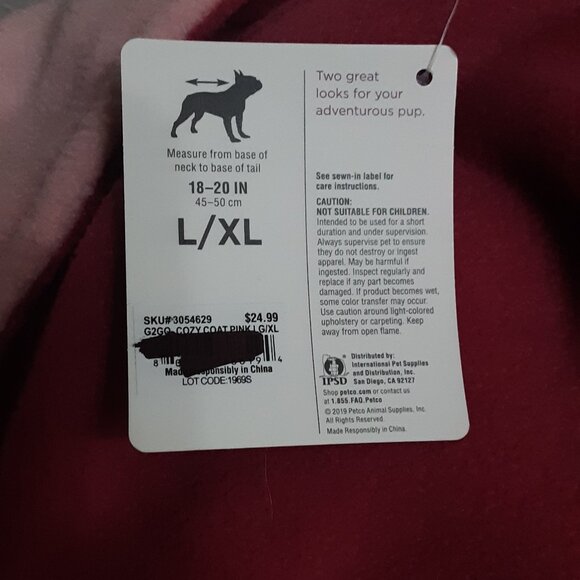 Measure from base of
neck to base of tail
18–20 IN
45–50 cm
L/XL
SKU# 3054629 $24.99
G2GO COZY COAT PINK LG/XL
Made Responsibly in China
LOT CODE:1969S
Two great
looks for your
adventurous pup.
See sewn-in label for
care instructions.
CAUTION:
NOT SUITABLE FOR CHILDREN.
Intended to be used for a short
duration and under supervision.
Always supervise pet to ensure
they do not destroy or ingest
apparel. May be harmful if
ingested. Inspect regularly and
replace if any part becomes
damaged. If product becomes wet,
some color transfer may occur.
Use caution around light-colored
upholstery or carpeting. Keep
away from open flame.
IPSD
Distributed by:
International Pet Supplies
and Distribution, Inc.
San Diego, CA 92127
Shop petco.com or contact us
at 1.855.FAQ.Petco
© 2019 Petco Animal Supplies, Inc.
All Rights Reserved.
Made Responsibly in China.